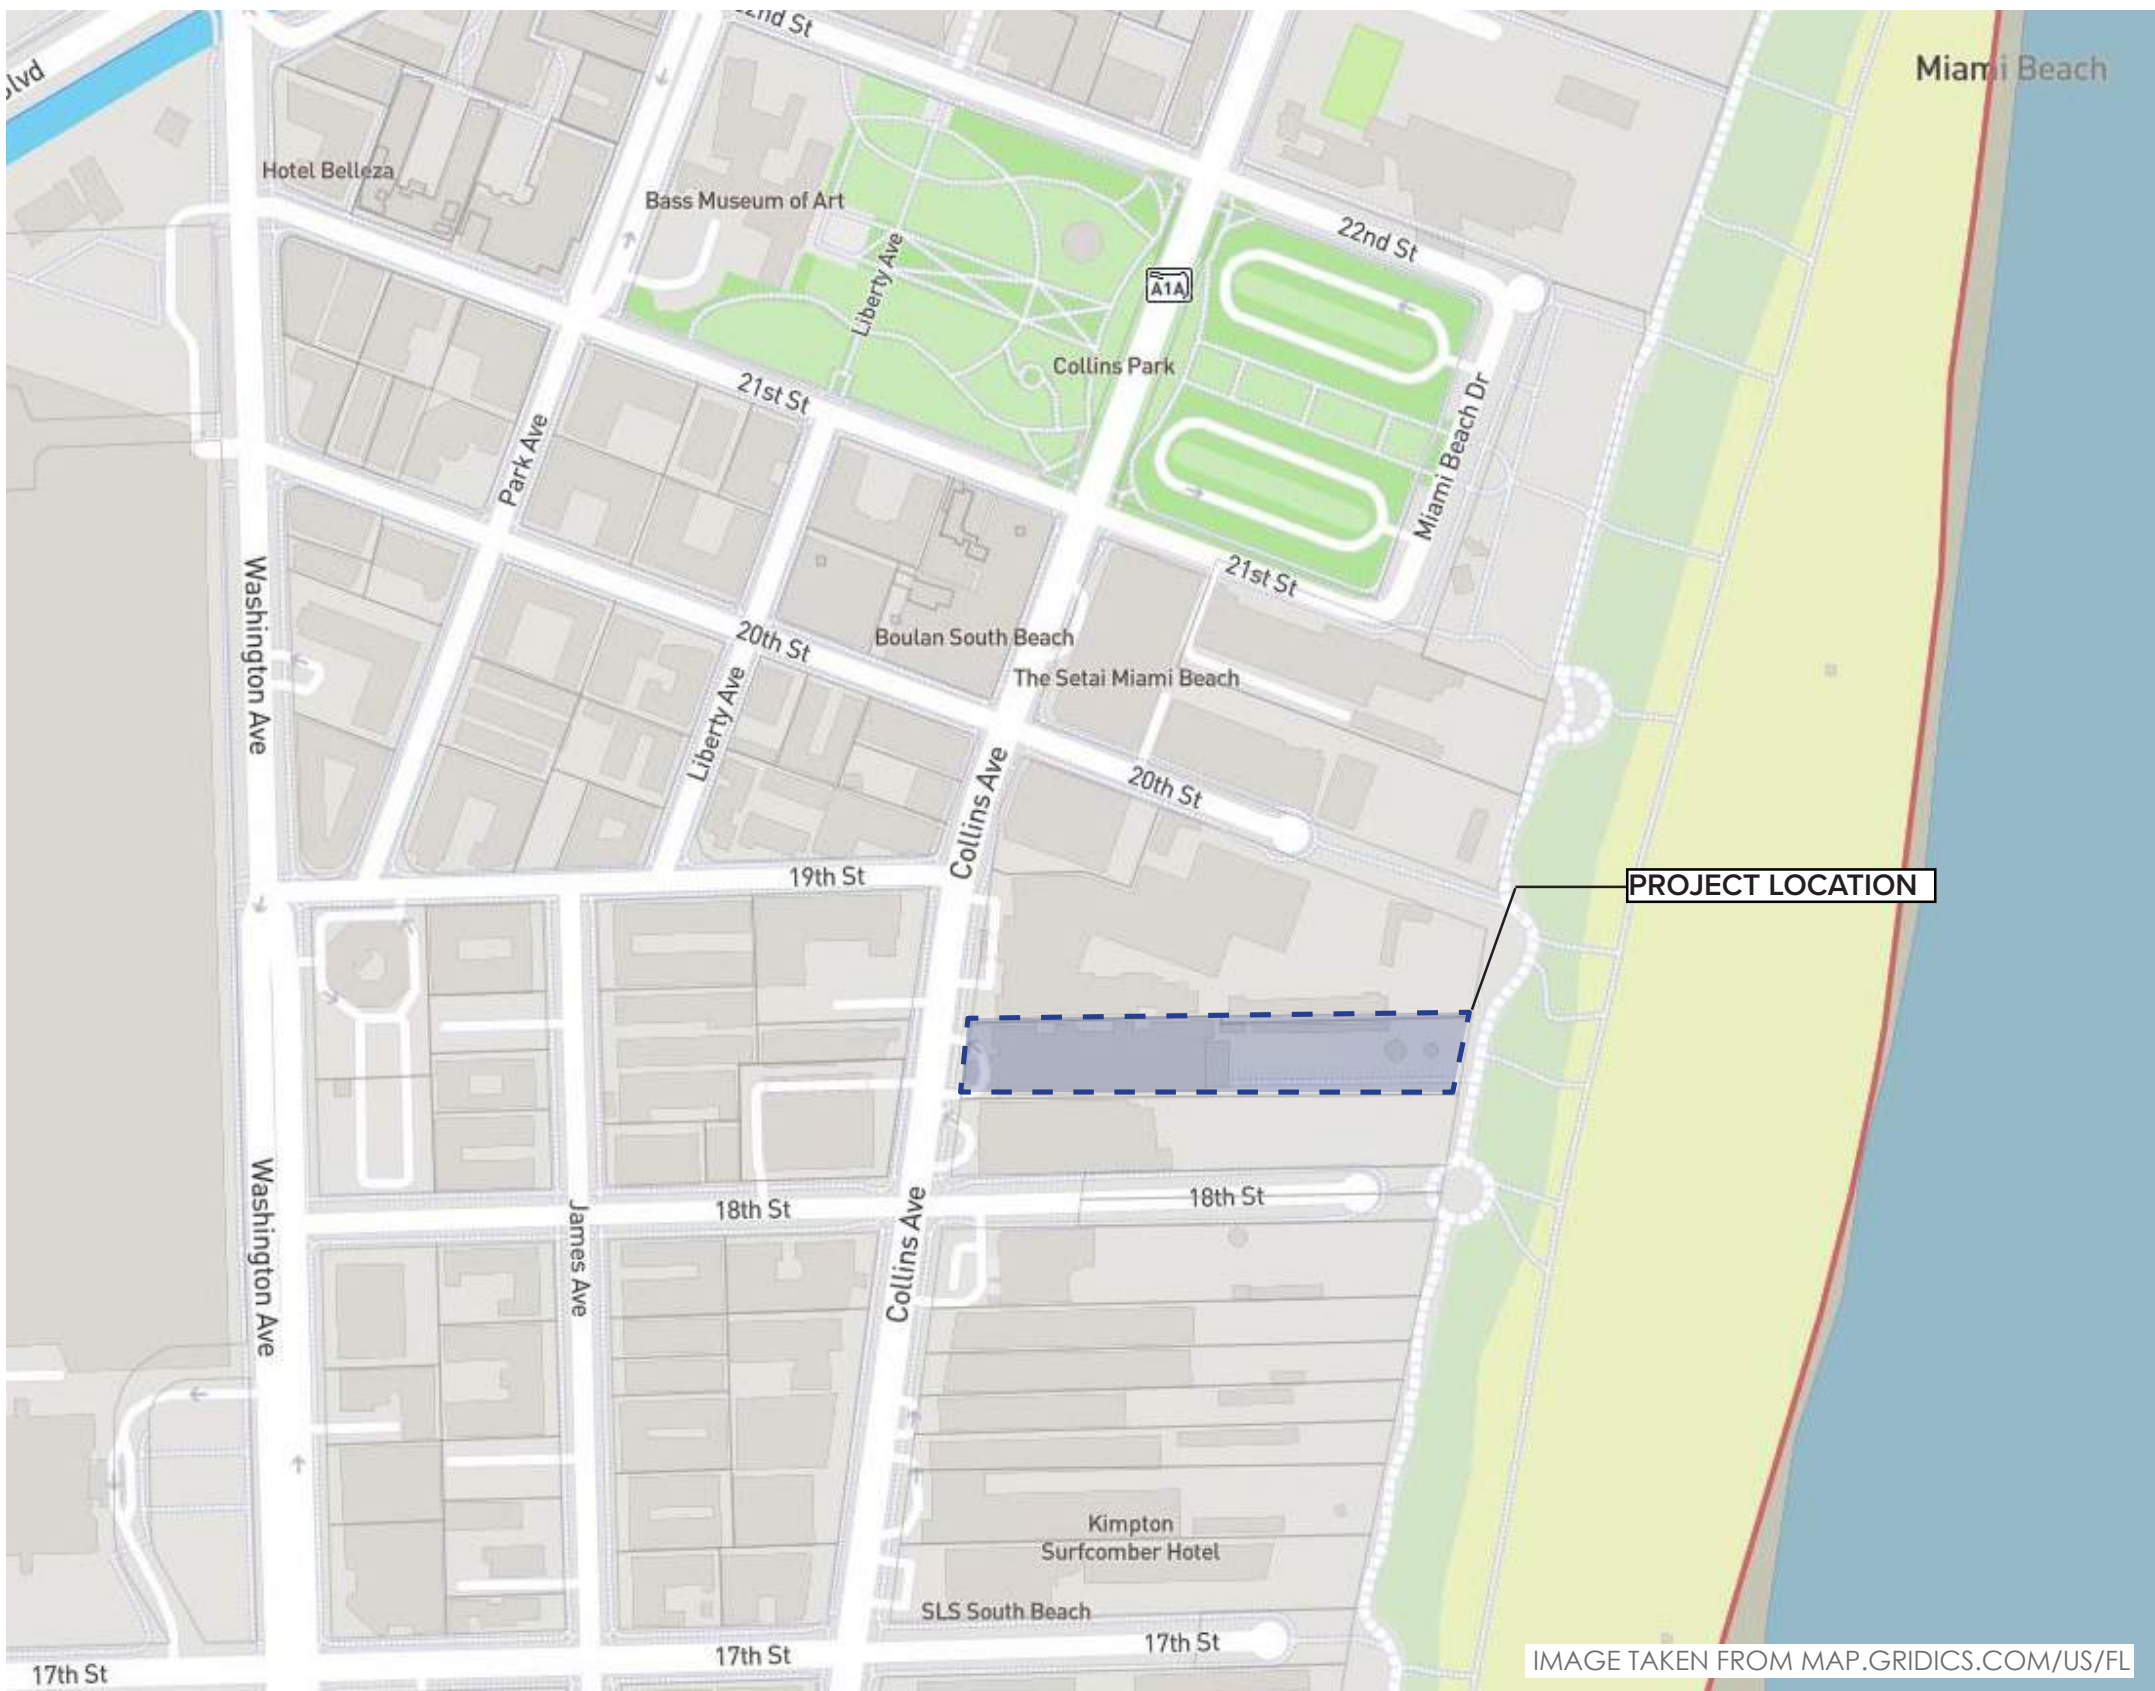 22nd St
Miami Beach
Blvd
Hotel Belleza
Bass Museum of Art
22nd St
Liberty Ave
A1A
Collins Park
21st St
Miami Beach Dr
Park Ave
21st St
Washington Ave
20th St
Boulan South Beach
The Setai Miami Beach
Liberty Ave
Collins Ave
20th St
19th St
PROJECT LOCATION
18th St
18th St
Washington Ave
James Ave
Collins Ave
Kimpton
Surfcomber Hotel
SLS South Beach
17th St
17th St
17th St
IMAGE TAKEN FROM MAP.GRIDICS.COM/US/FL